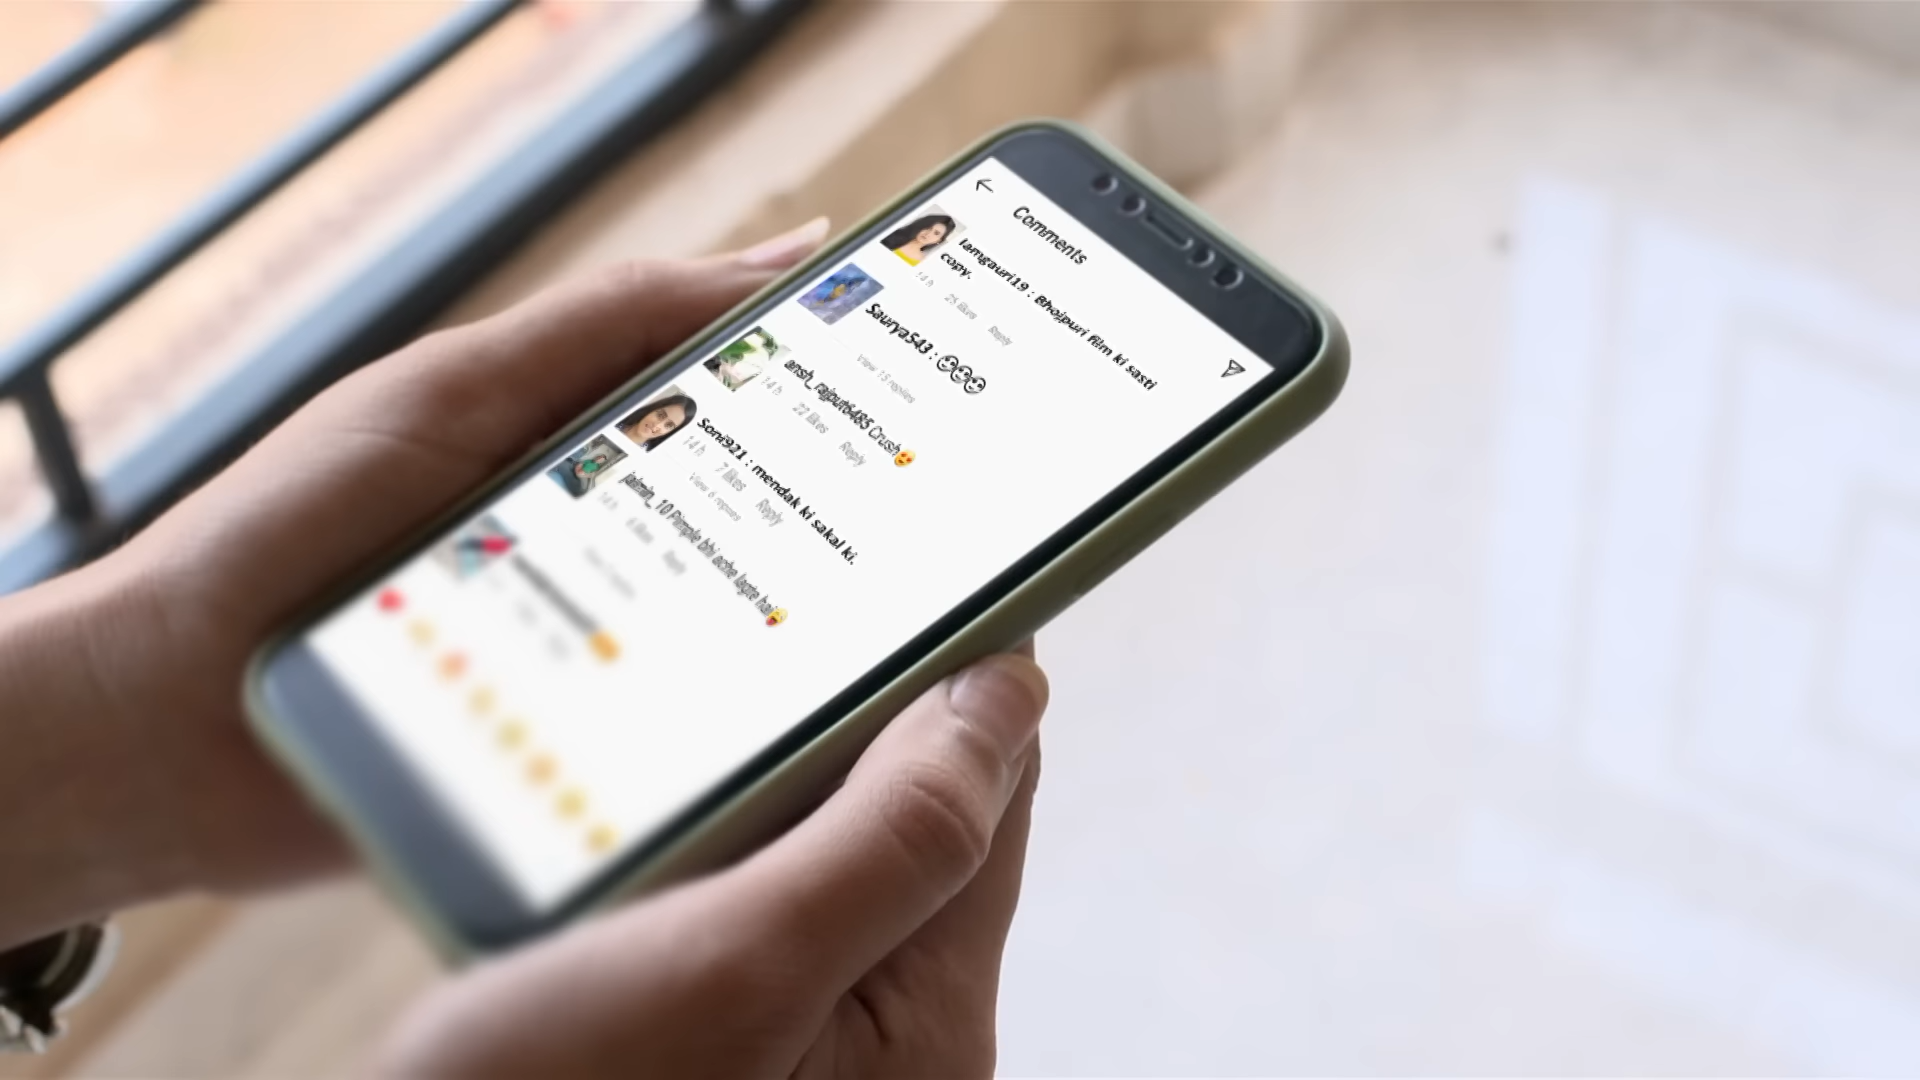 Comments
Iamgauri19 : Bhojpuri film ki sasti
copy.
14 h 25 likes Reply
Saurya543 : 😍😍😍
View 15 replies
ansh_rajput6485 Crush😍
14 h 22 likes Reply
Soni921 : mendak ki sakal ki.
14 h 7 likes Reply
View 6 replies
Pimple bhi ache lagte hai😜
14 h 6 likes Reply